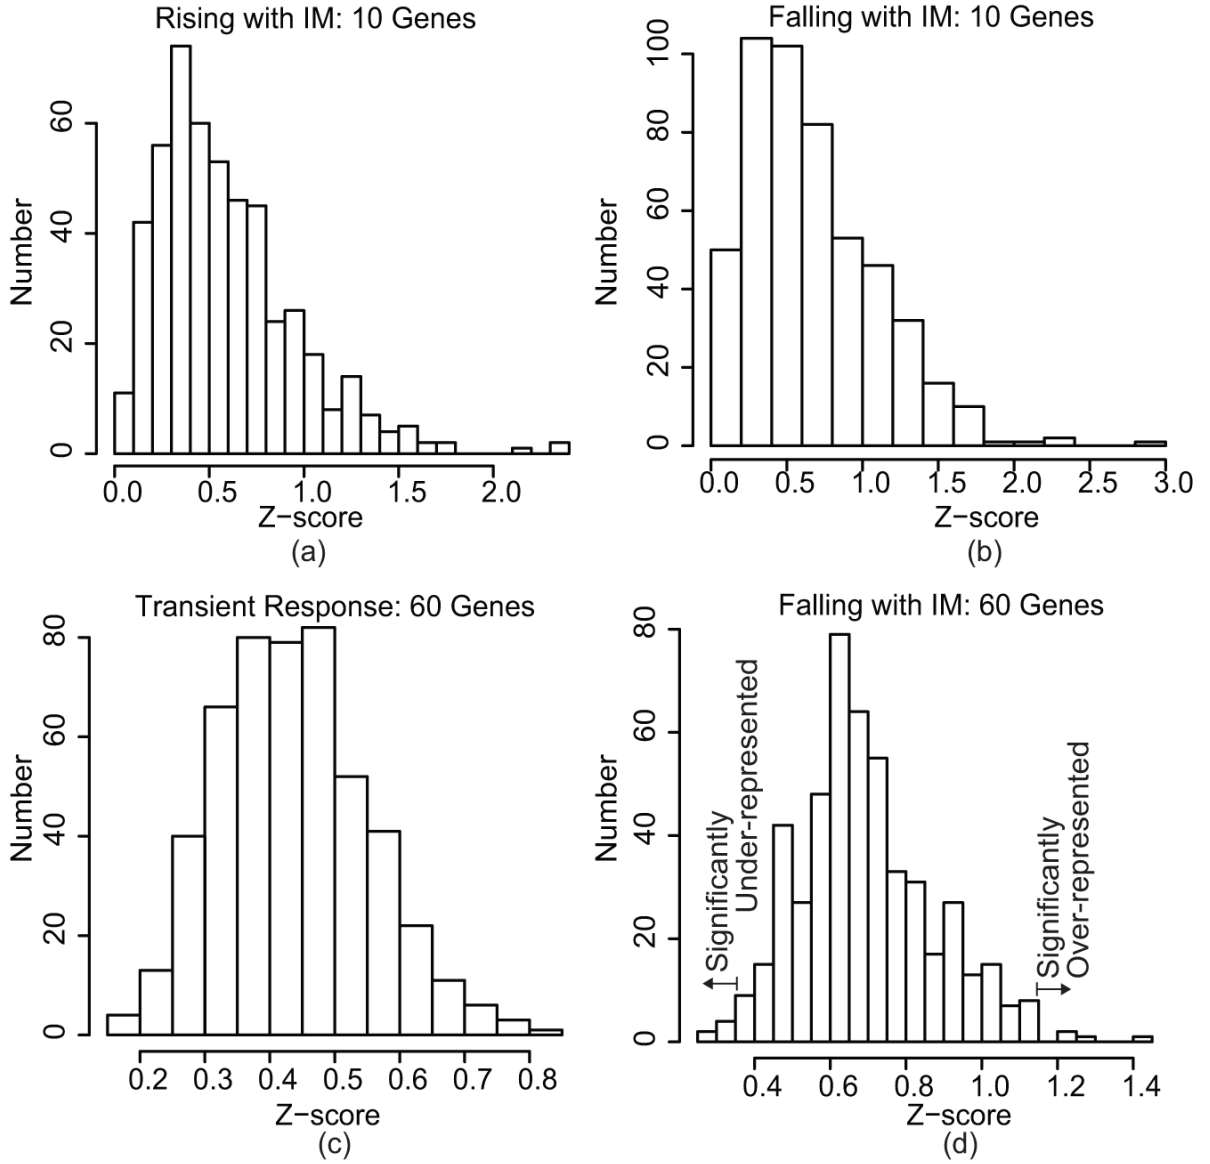 Rising with IM: 10 Genes
Number
0
20
40
60
0.0 0.5 1.0 1.5 2.0
Z−score
(a)
Falling with IM: 10 Genes
Number
0
20
40
60
80
100
0.0 0.5 1.0 1.5 2.0 2.5 3.0
Z−score
(b)
Transient Response: 60 Genes
Number
0
20
40
60
80
0.2 0.3 0.4 0.5 0.6 0.7 0.8
Z−score
(c)
Falling with IM: 60 Genes
Number
0
20
40
60
80
Significantly
Under-represented
Significantly
Over-represented
0.4 0.6 0.8 1.0 1.2 1.4
Z−score
(d)